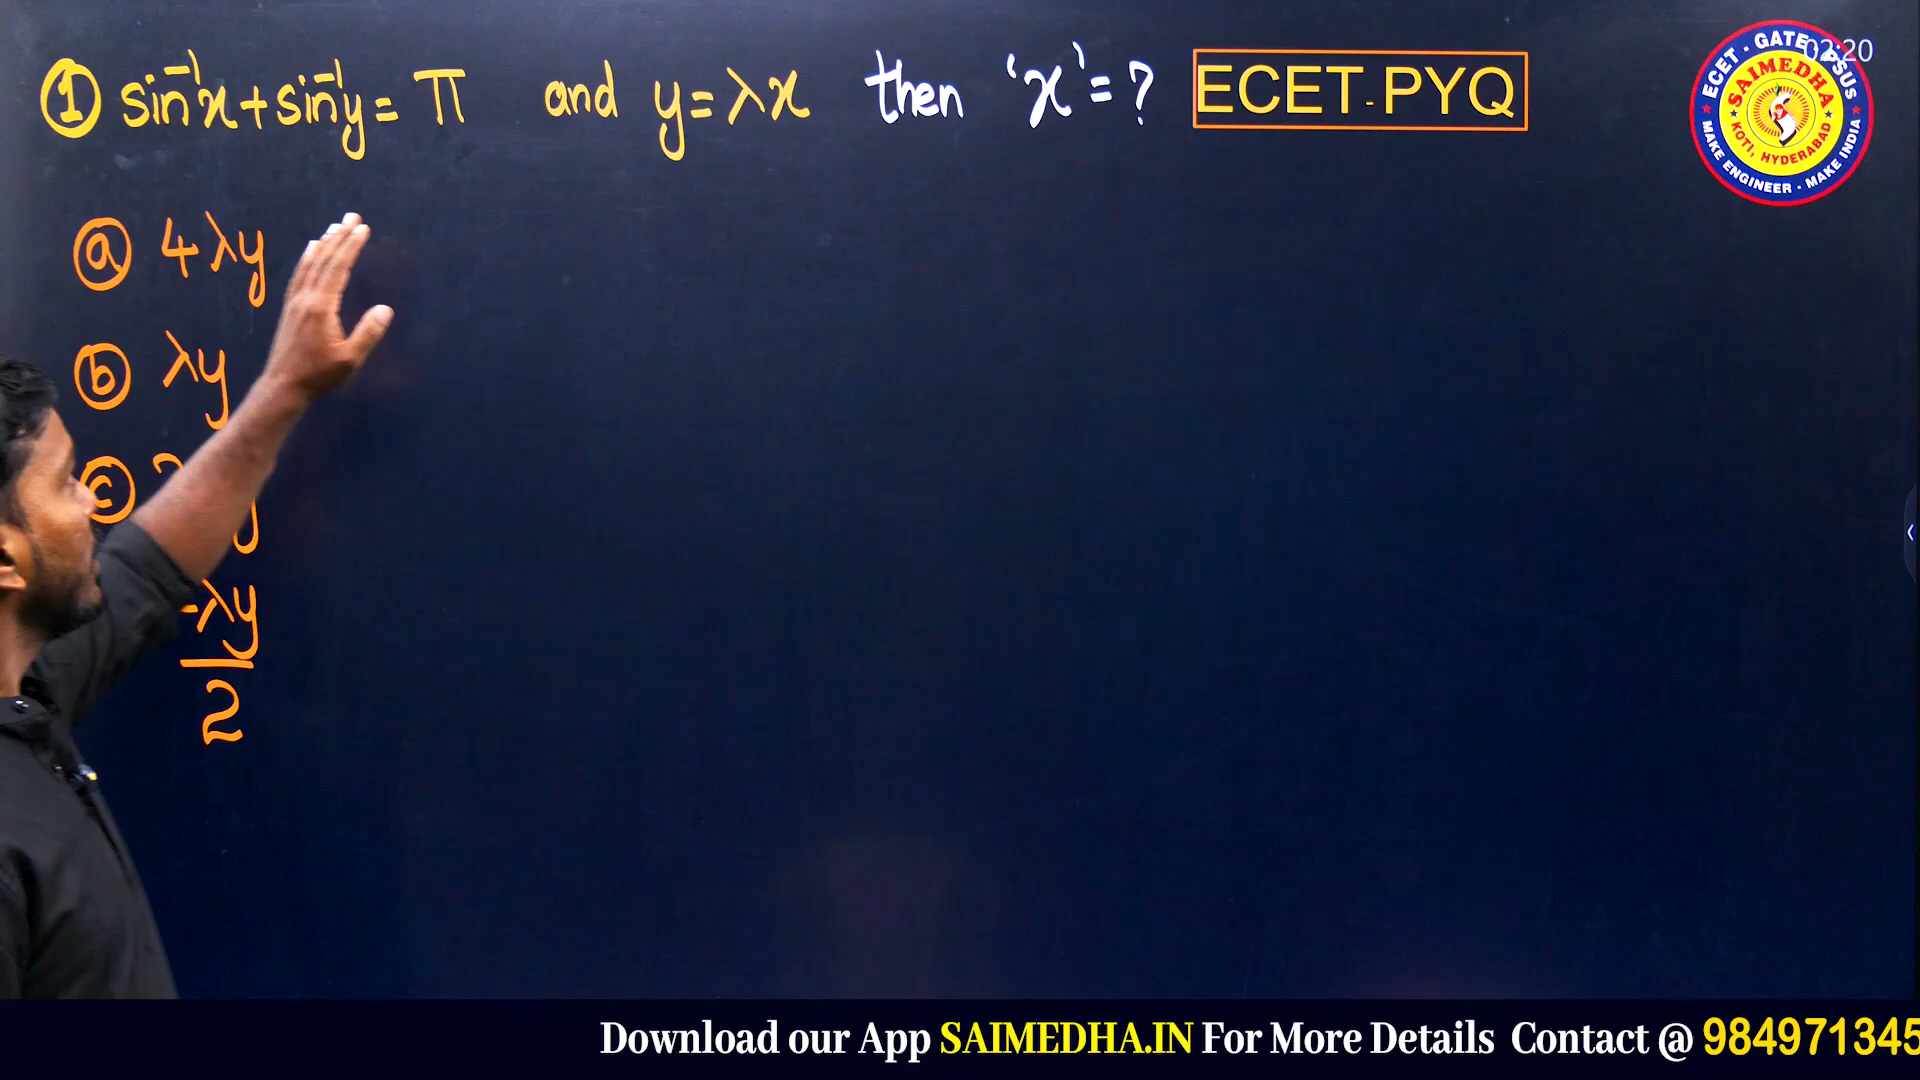 ① sin⁻¹x + sin⁻¹y = π and y = λx then 'x' = ? ECET-PYQ
ⓐ 4λy
ⓑ λy
ⓒ
λy
2
ECET - GATE - PSUs
SAIMEDHA
KOTI, HYDERABAD
MAKE ENGINEER - MAKE INDIA
02:20
Download our App SAIMEDHA.IN For More Details Contact @ 984971345